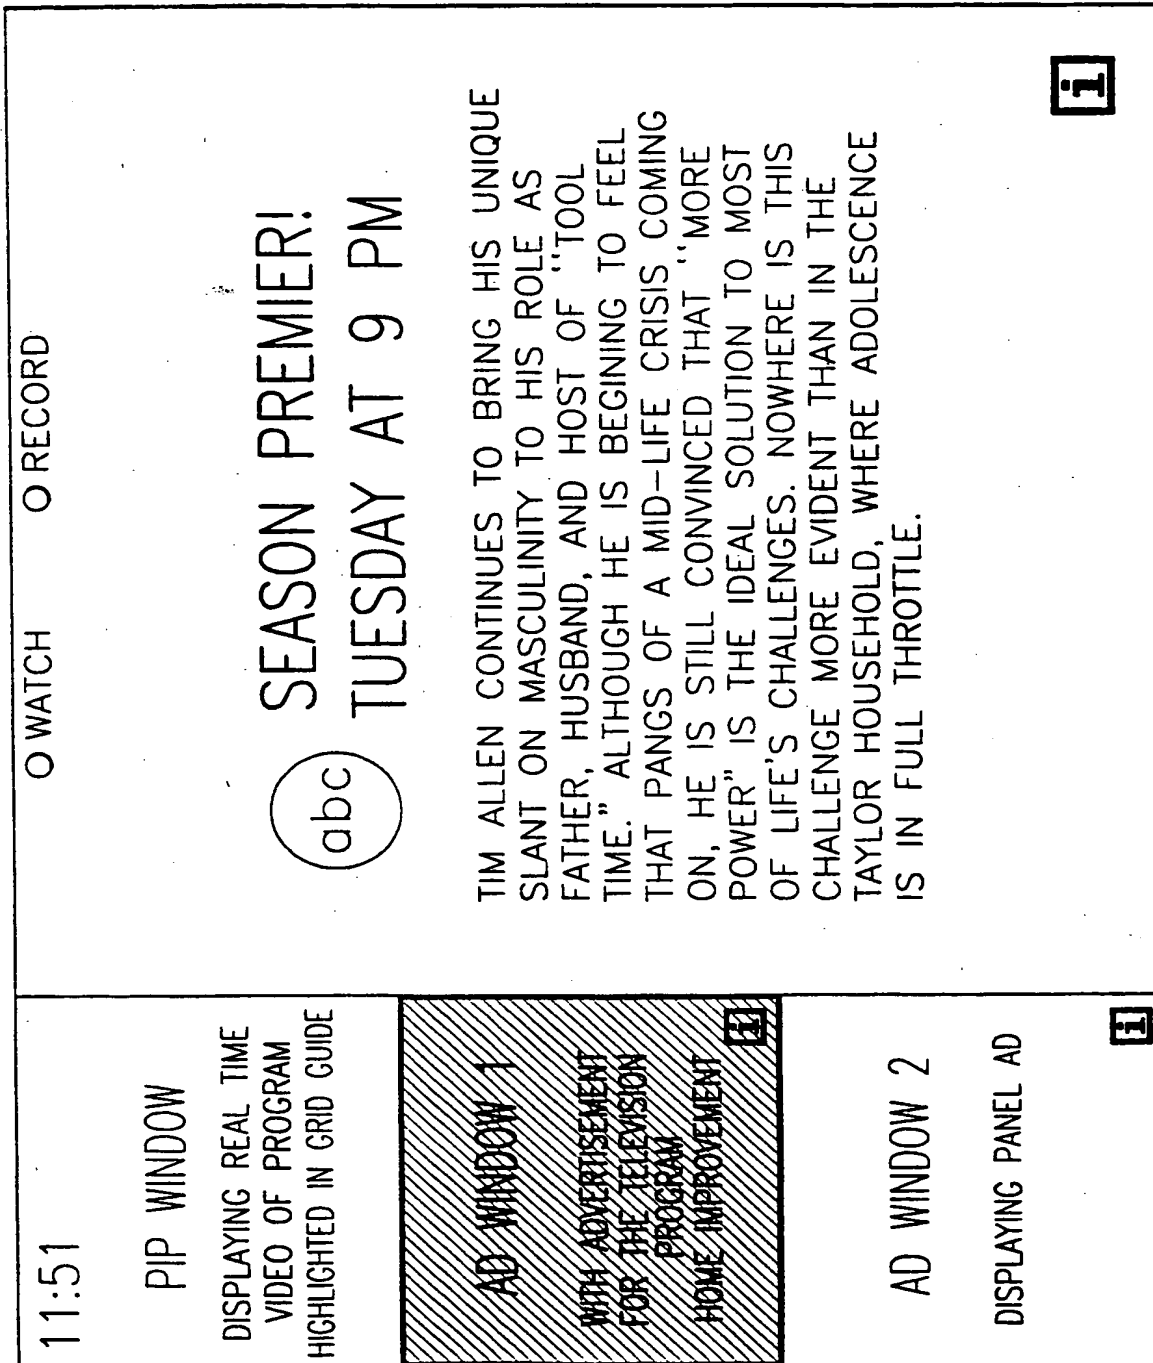 11:51
O WATCH
O RECORD
PIP WINDOW
DISPLAYING REAL TIME
VIDEO OF PROGRAM
HIGHLIGHTED IN GRID GUIDE
AD WINDOW 1
WITH ADVERTISEMENT
FOR THE TELEVISION
PROGRAM
HOME IMPROVEMENT
i
AD WINDOW 2
DISPLAYING PANEL AD
i
abc
SEASON PREMIER!
TUESDAY AT 9 PM
TIM ALLEN CONTINUES TO BRING HIS UNIQUE
SLANT ON MASCULINITY TO HIS ROLE AS
FATHER, HUSBAND, AND HOST OF "TOOL
TIME." ALTHOUGH HE IS BEGINING TO FEEL
THAT PANGS OF A MID-LIFE CRISIS COMING
ON, HE IS STILL CONVINCED THAT "MORE
POWER" IS THE IDEAL SOLUTION TO MOST
OF LIFE'S CHALLENGES. NOWHERE IS THIS
CHALLENGE MORE EVIDENT THAN IN THE
TAYLOR HOUSEHOLD, WHERE ADOLESCENCE
IS IN FULL THROTTLE.
i